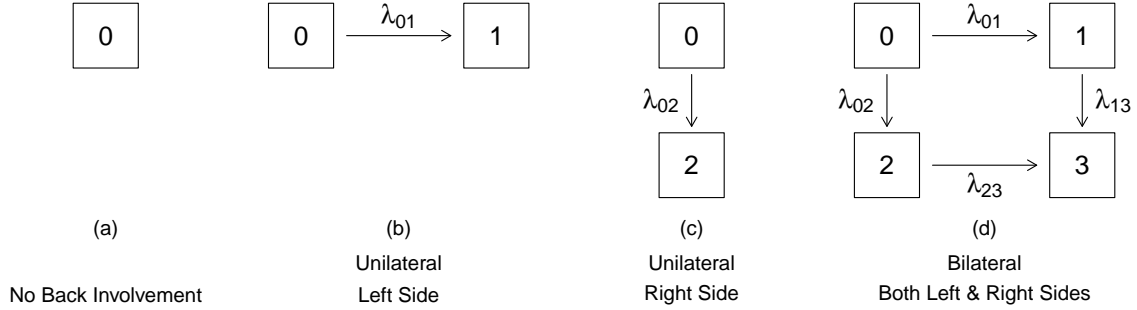 0
0
λ01
1
0
λ02
2
0
λ01
1
λ02
λ13
2
λ23
3
(a)
(b)
(c)
(d)
No Back Involvement
Unilateral
Left Side
Unilateral
Right Side
Bilateral
Both Left & Right Sides